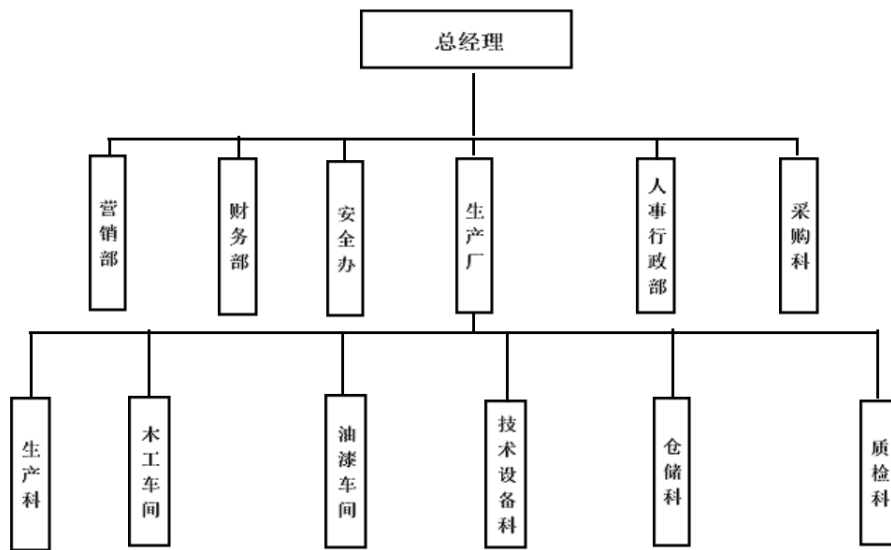 总经理
营销部
财务部
安全办
生产厂
人事行政部
采购科
生产科
木工车间
油漆车间
技术设备科
仓储科
质检科